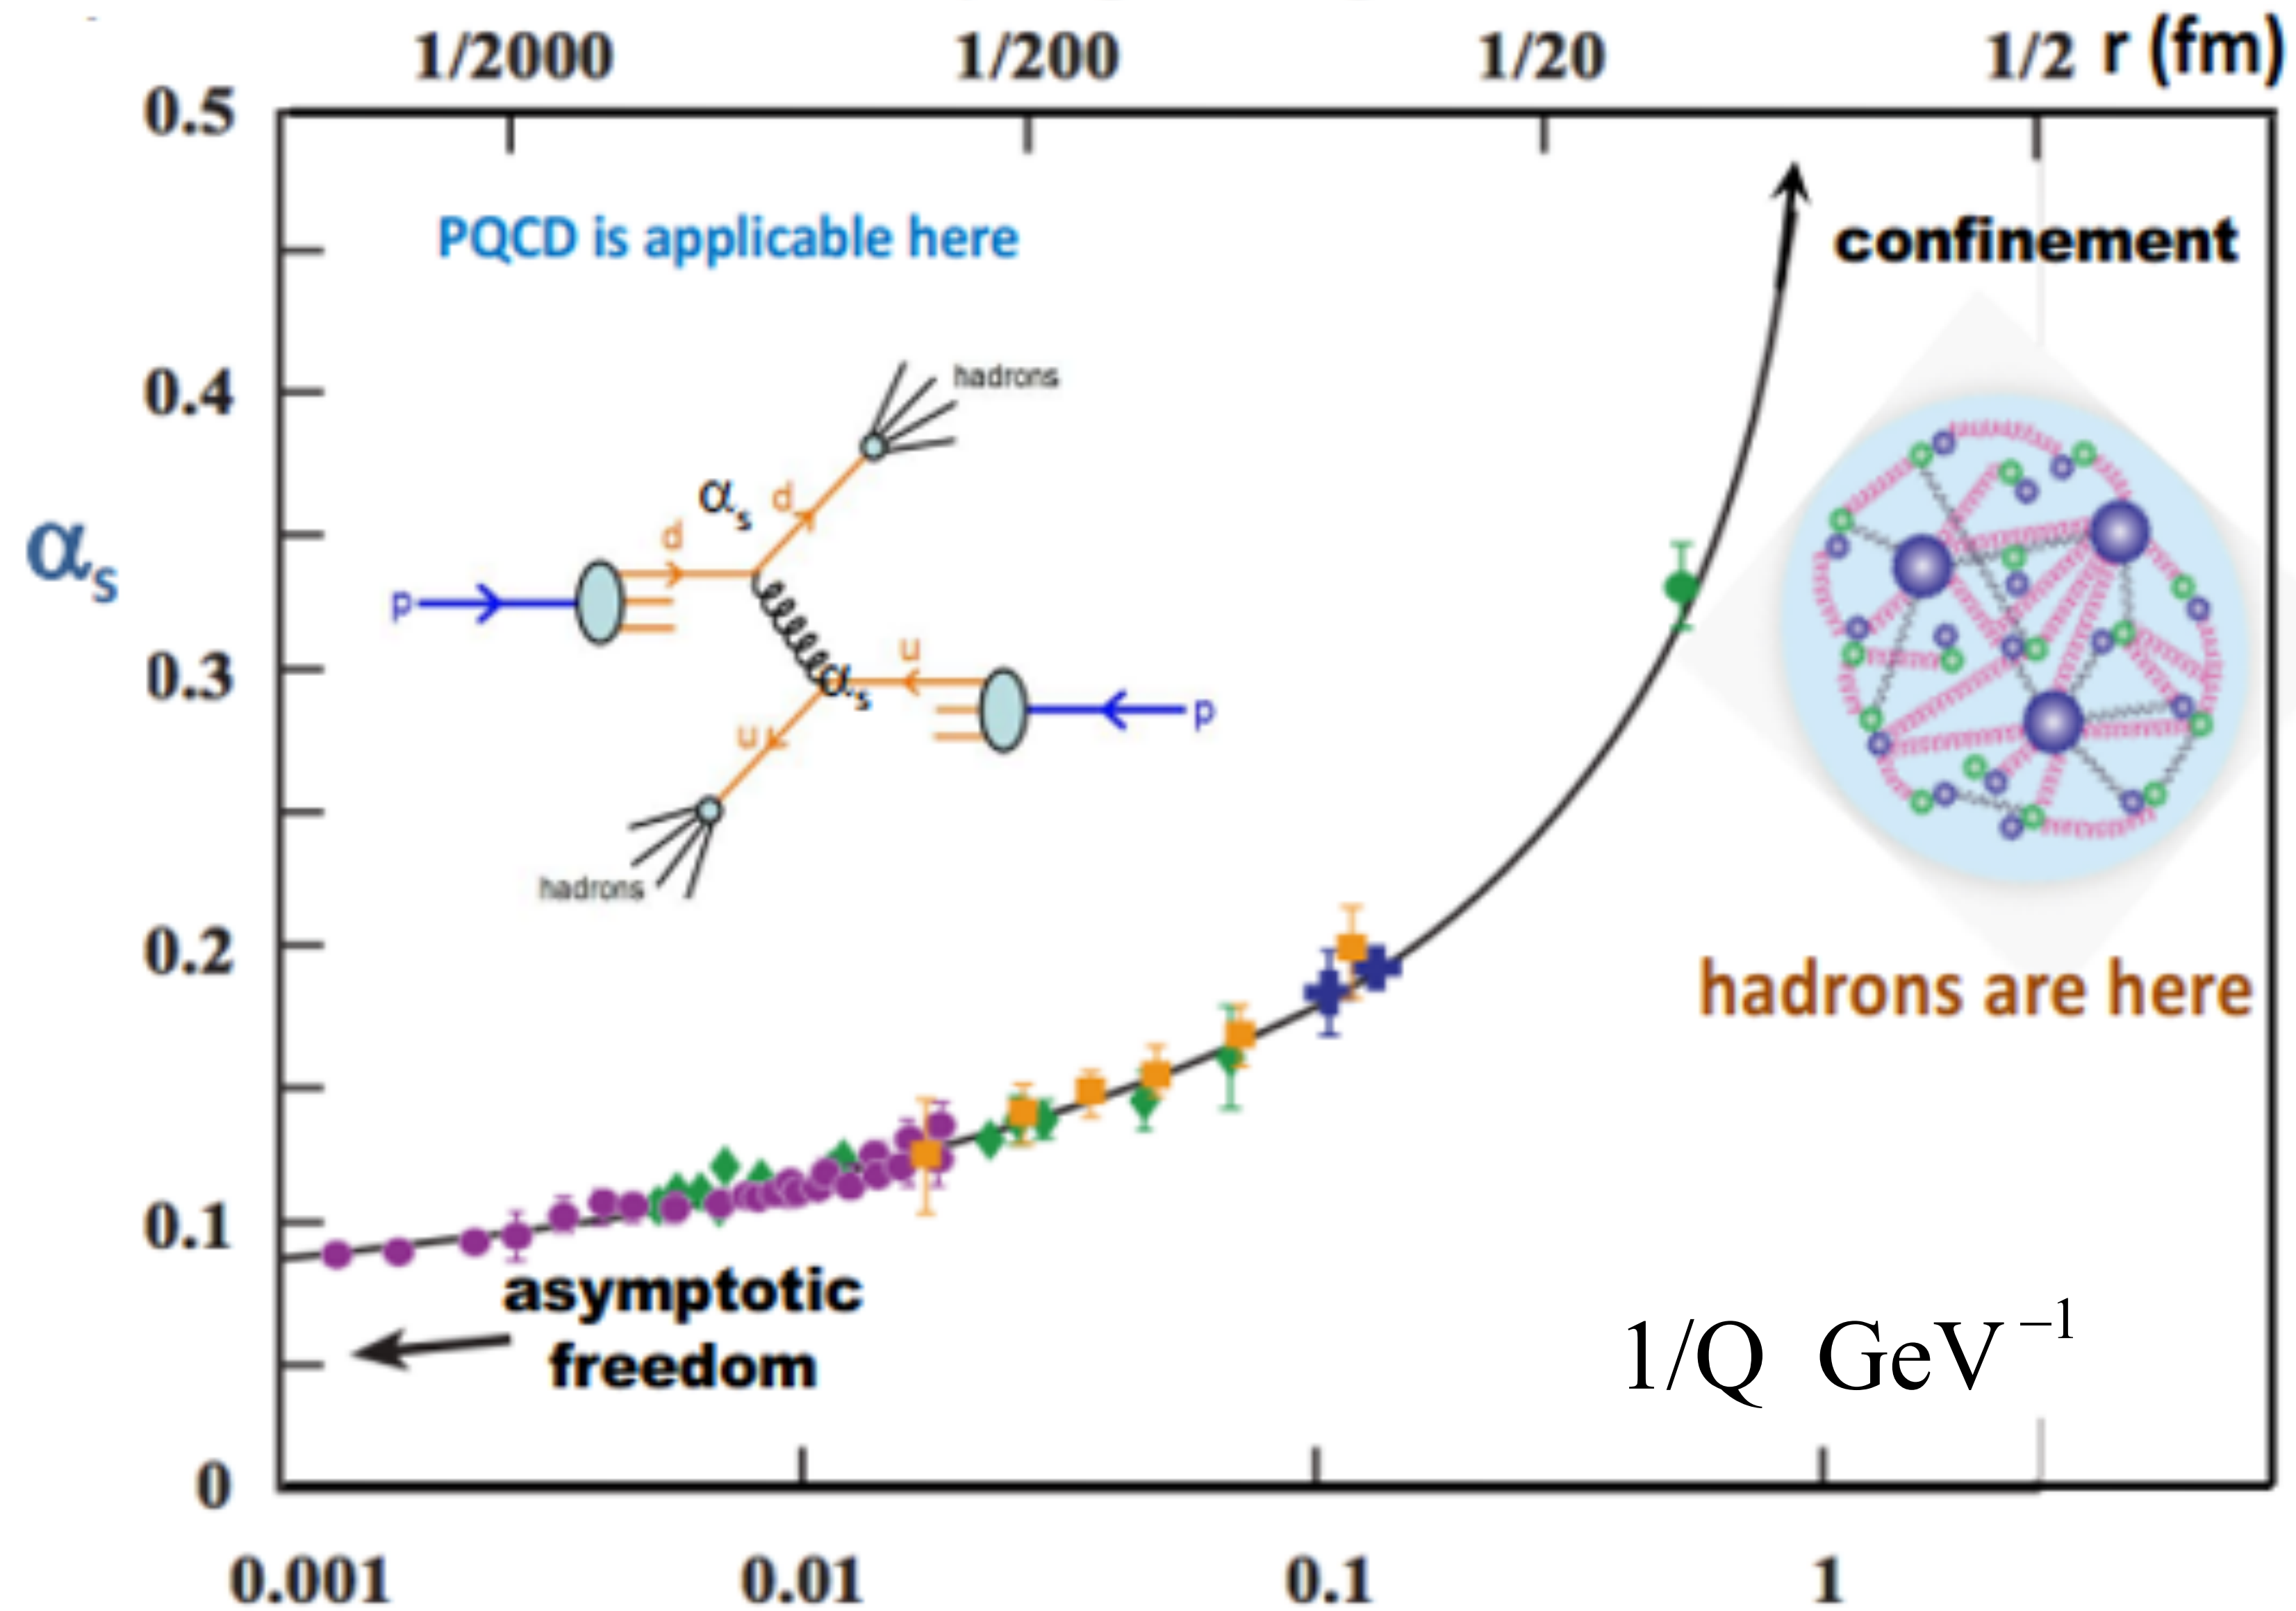 1/2000 1/200 1/20 1/2 r (fm)
0.5
PQCD is applicable here
confinement
0.4
hadrons
αs
d
d
αs
p
u
0.3
αs
p
u
hadrons
0.2
hadrons are here
0.1
asymptotic
freedom
1/Q GeV⁻¹
0
0.001 0.01 0.1 1